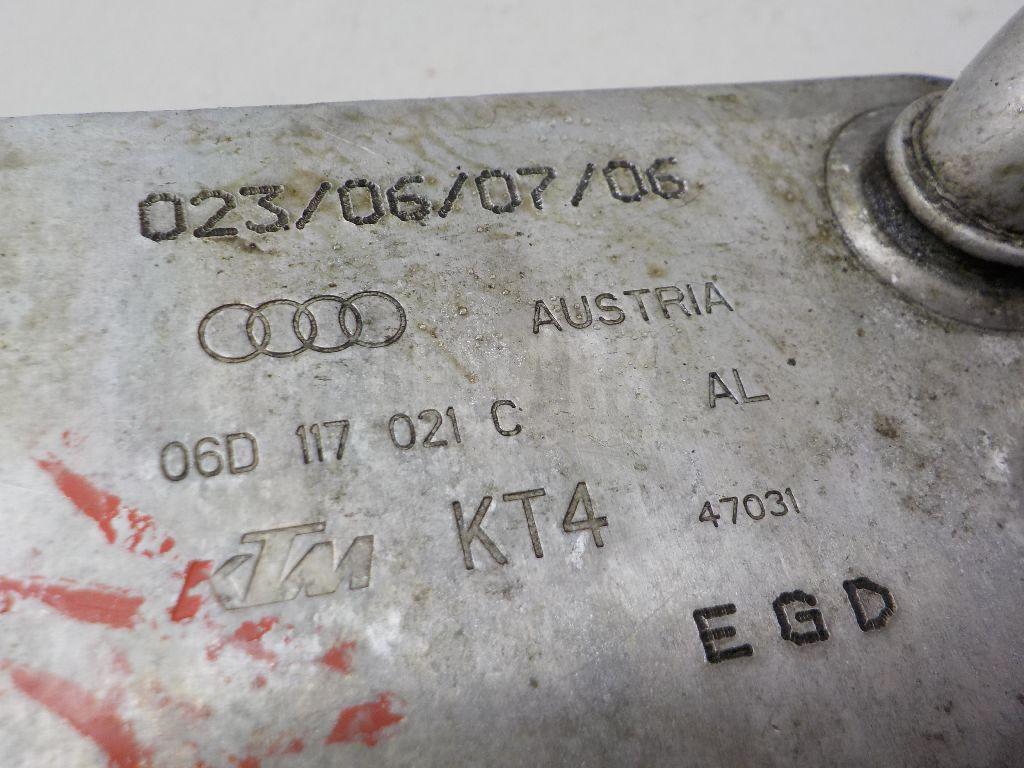 023/06/07/06
AUSTRIA
06D 117 021 C
AL
KTM KT4 47031
EGD